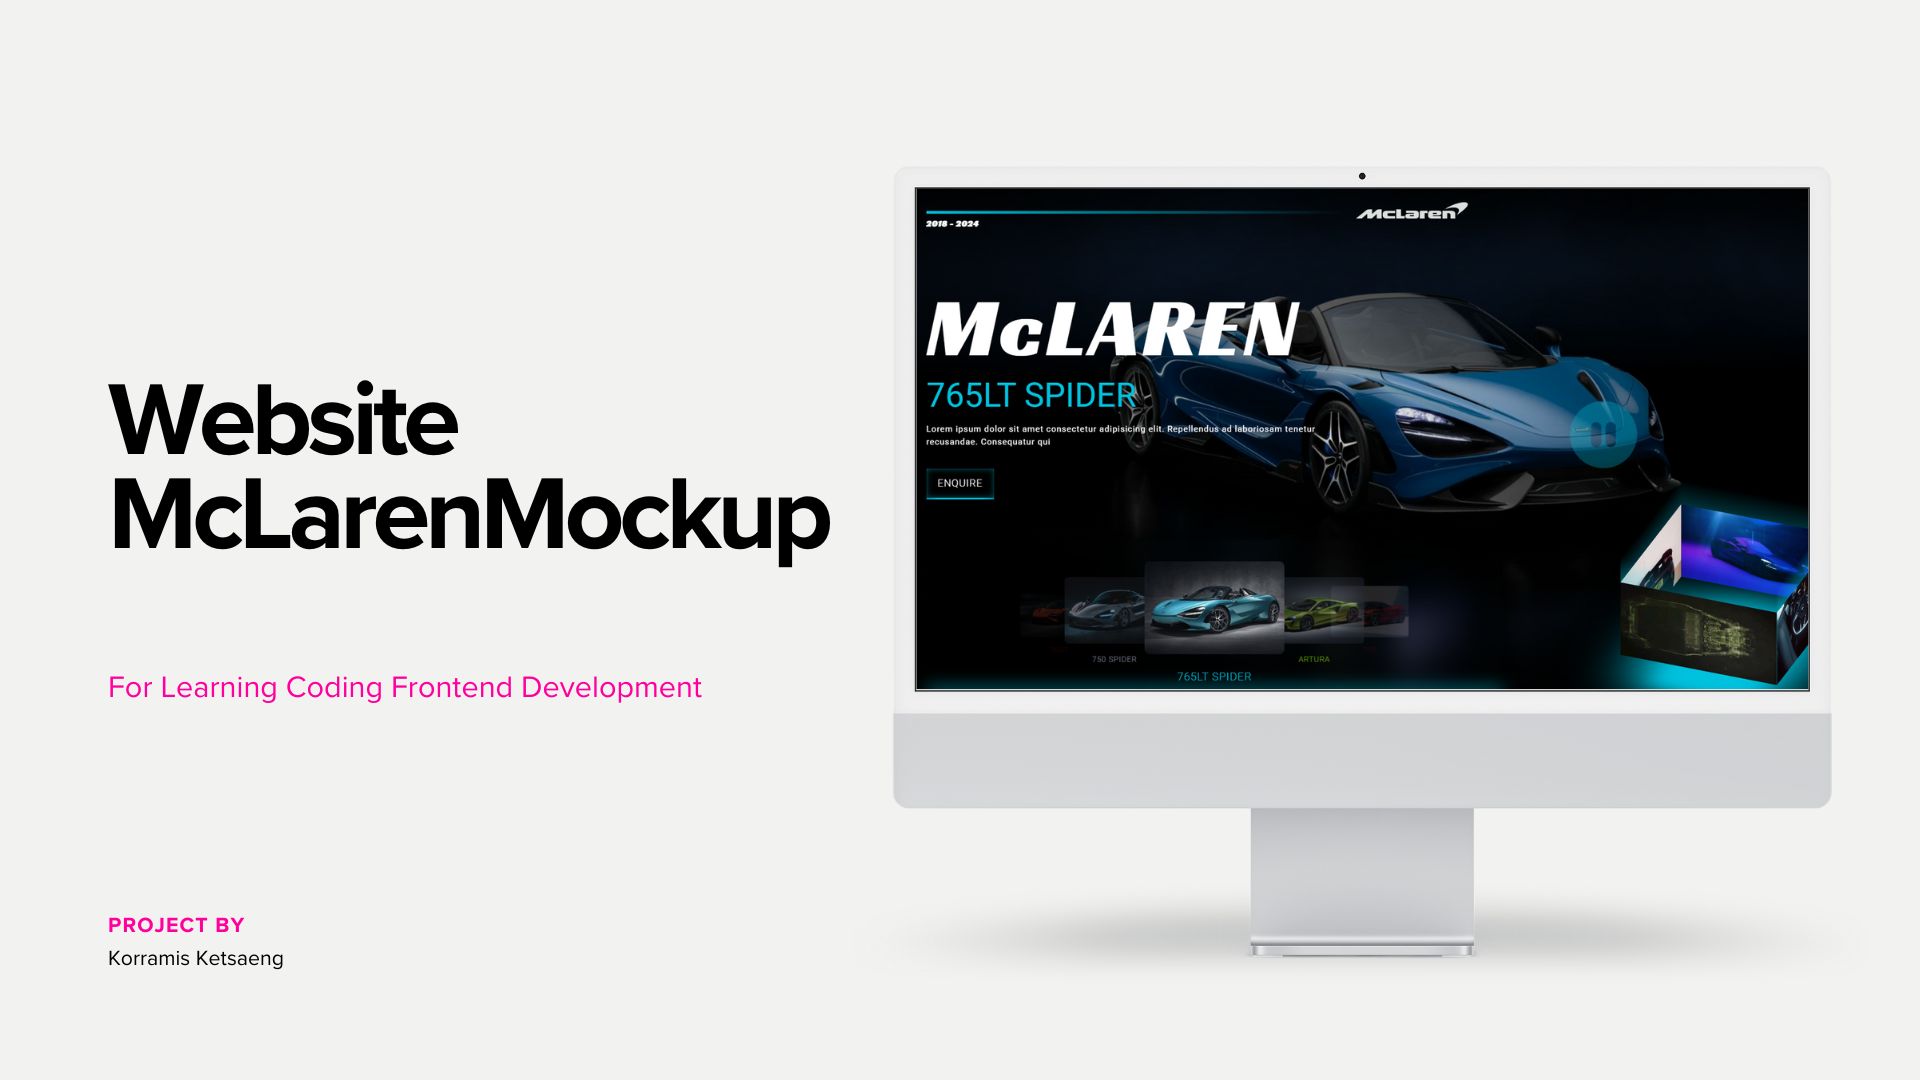 Website
McLarenMockup
For Learning Coding Frontend Development
PROJECT BY
Korramis Ketsaeng
2018 - 2024
McLaren
McLAREN
765LT SPIDER
Lorem ipsum dolor sit amet consectetur adipisicing elit. Repellendus ad laboriosam tenetur
recusandae. Consequatur qui
ENQUIRE
750 SPIDER
765LT SPIDER
ARTURA